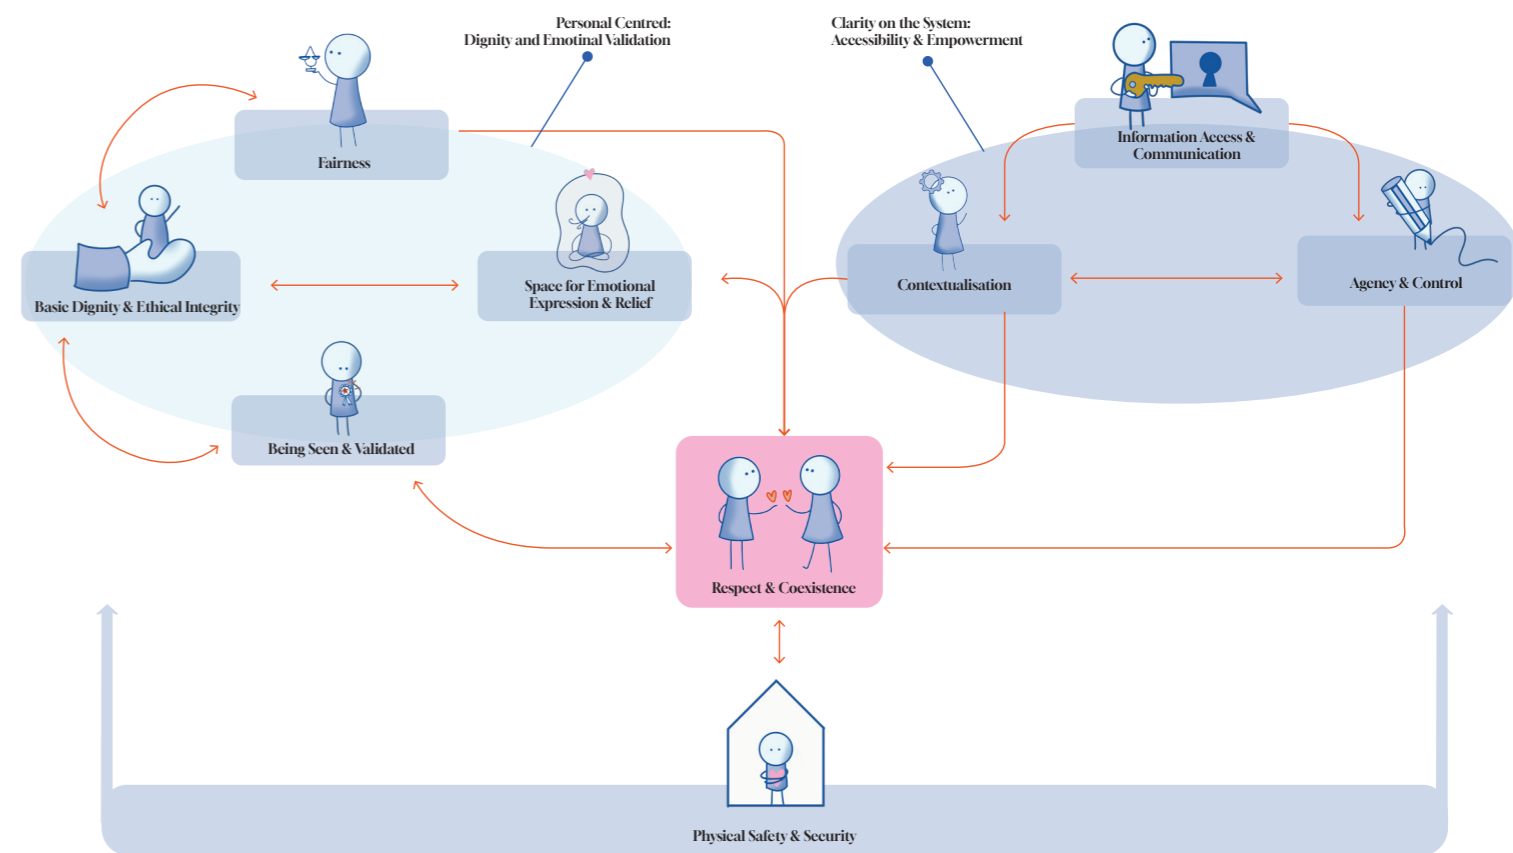 Personal Centred:
Dignity and Emotinal Validation
Clarity on the System:
Accessibility & Empowerment
Fairness
Information Access &
Communication
Basic Dignity & Ethical Integrity
Space for Emotional
Expression & Relief
Contextualisation
Agency & Control
Being Seen & Validated
Respect & Coexistence
Physical Safety & Security